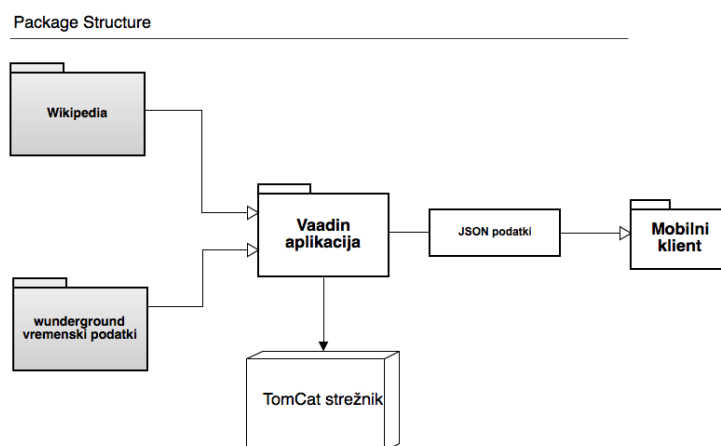 Package Structure
Wikipedia
Vaadin
aplikacija
JSON podatki
Mobilni
klient
wunderground
vremenski podatki
TomCat strežnik